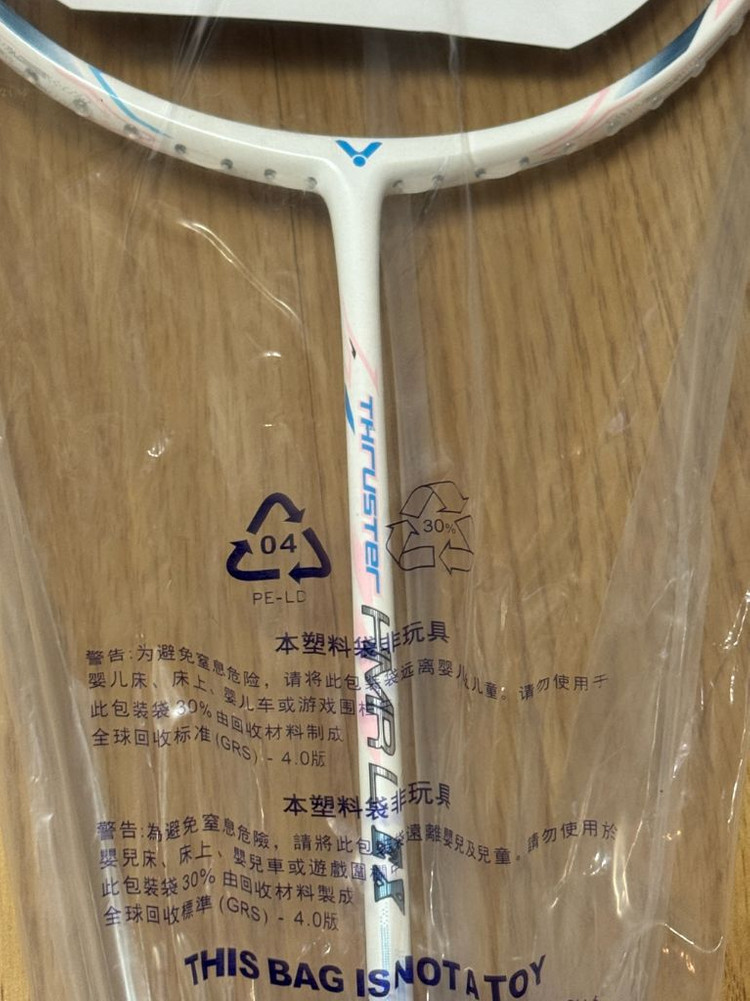 THruSTer
HMR L
04
PE-LD
30%
本塑料袋非玩具
警告:为避免窒息危险，请将此包装袋远离婴儿及儿童。请勿使用于
婴儿床、床上、婴儿车或游戏围栏
此包装袋30%由回收材料制成
全球回收标准(GRS) - 4.0版
本塑料袋非玩具
警告:為避免窒息危險，請將此包裝袋遠離嬰兒及兒童。請勿使用於
嬰兒床、床上、嬰兒車或遊戲圍欄中
此包裝袋30%由回收材料製成
全球回收標準(GRS) - 4.0版
THIS BAG IS NOT A TOY